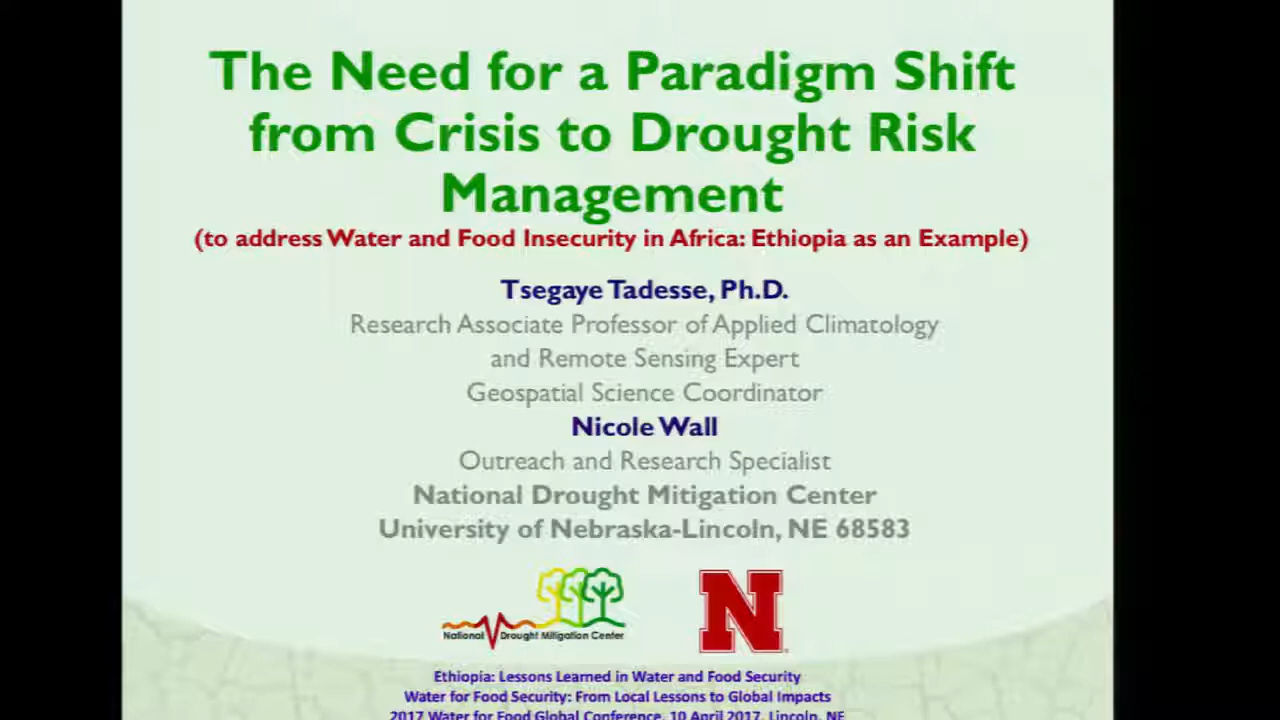 The Need for a Paradigm Shift
from Crisis to Drought Risk
Management
(to address Water and Food Insecurity in Africa: Ethiopia as an Example)
Tsegaye Tadesse, Ph.D.
Research Associate Professor of Applied Climatology
and Remote Sensing Expert
Geospatial Science Coordinator
Nicole Wall
Outreach and Research Specialist
National Drought Mitigation Center
University of Nebraska-Lincoln, NE 68583
National Drought Mitigation Center
N
Ethiopia: Lessons Learned in Water and Food Security
Water for Food Security: From Local Lessons to Global Impacts
2017 Water for Food Global Conference, 10 April 2017, Lincoln, NE